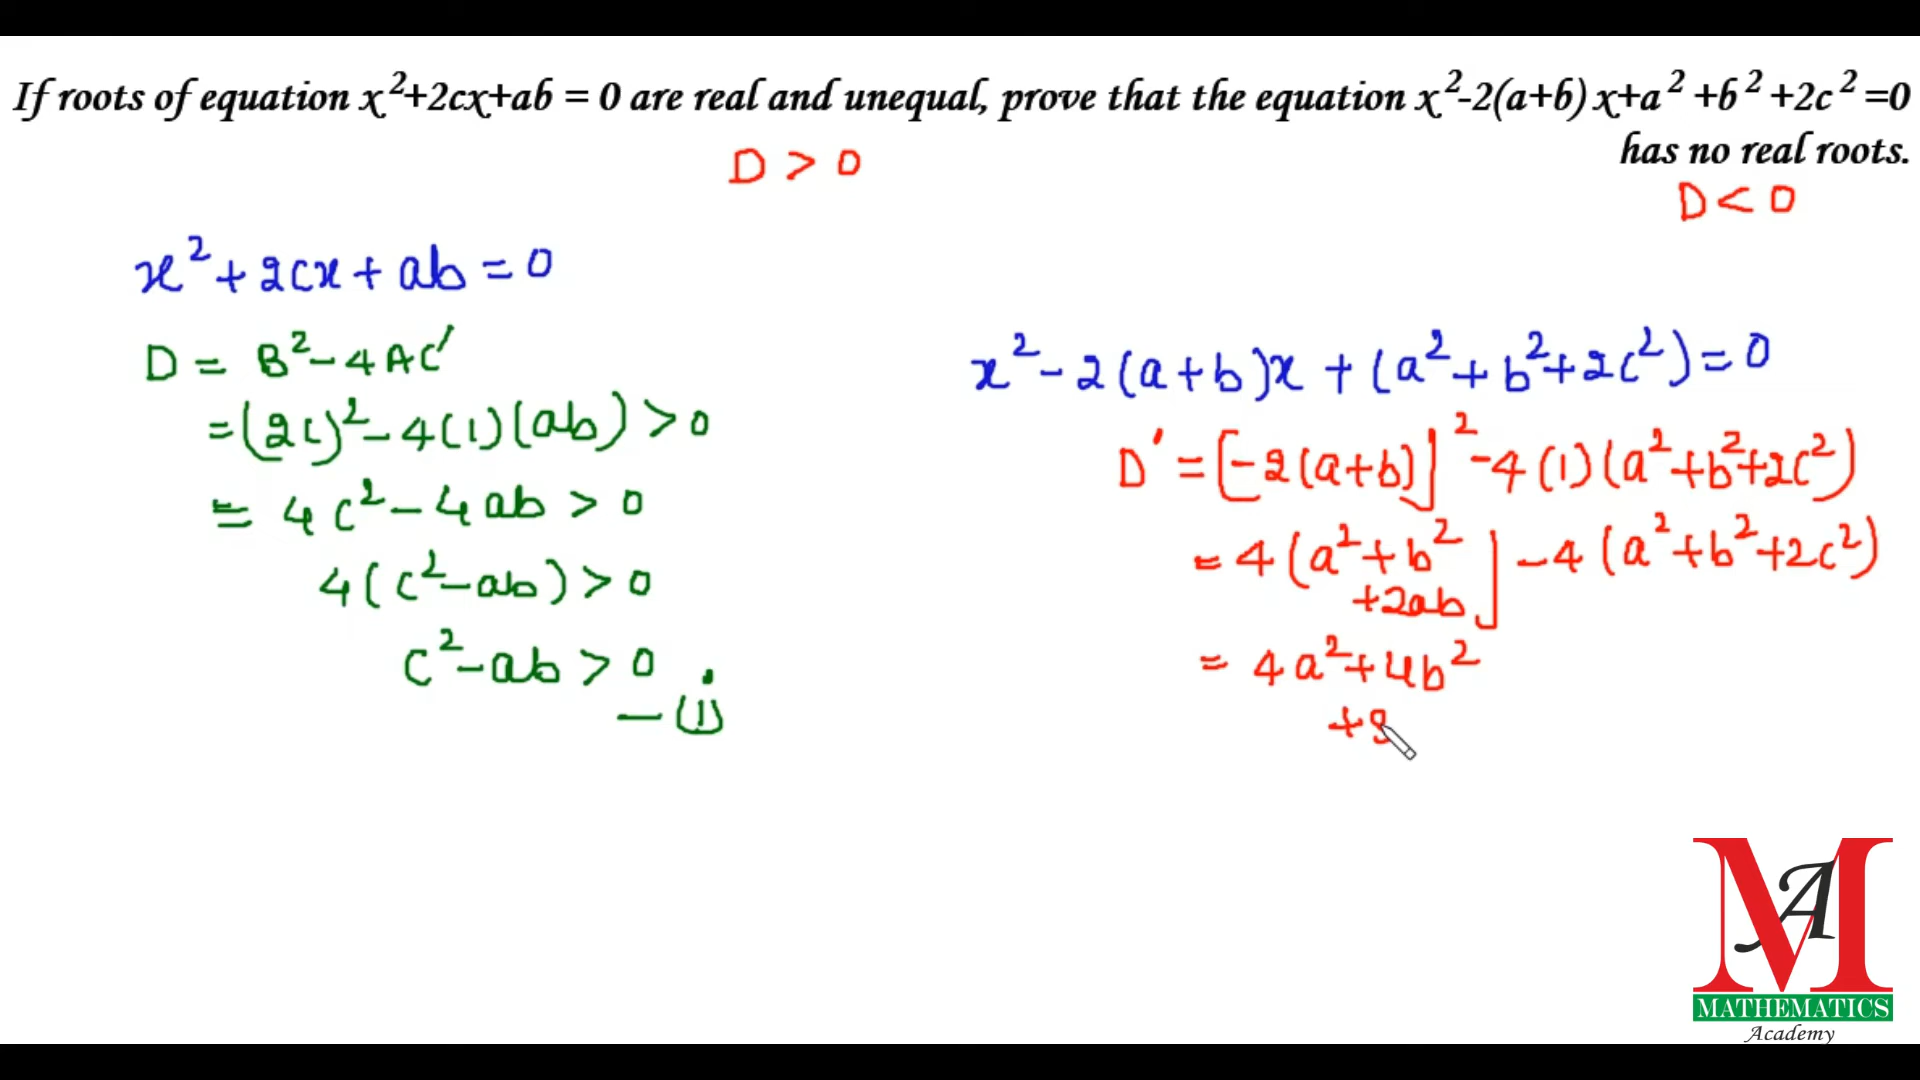 If roots of equation x²+2cx+ab = 0 are real and unequal, prove that the equation x²-2(a+b) x+a² +b² +2c² =0
has no real roots.
D > 0
D < 0
x² + 2cx + ab = 0
D = B² - 4AC
= (2c)² - 4(1)(ab) > 0
= 4c² - 4ab > 0
4(c² - ab) > 0
c² - ab > 0
- (1)
x² - 2(a+b)x + (a² + b² + 2c²) = 0
D' = [-2(a+b)]² - 4(1)(a² + b² + 2c²)
= 4(a² + b² + 2ab] - 4(a² + b² + 2c²)
= 4a² + 4b²
+8
MA
MATHEMATICS
Academy